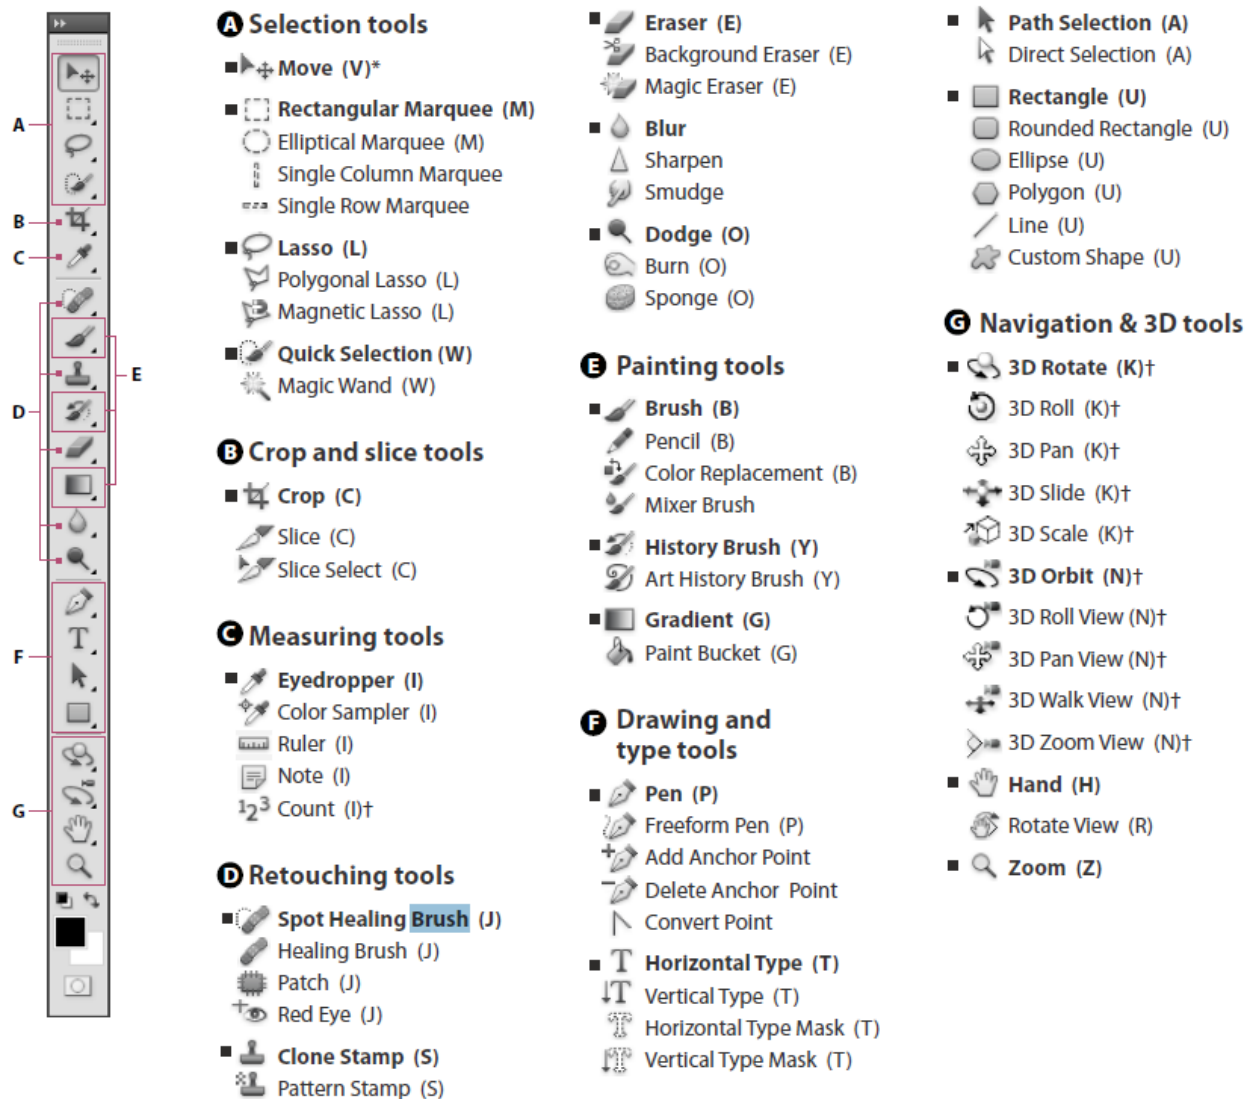 A
B
C
D
E
F
G
A Selection tools
Move (V)*
Rectangular Marquee (M)
Elliptical Marquee (M)
Single Column Marquee
Single Row Marquee
Lasso (L)
Polygonal Lasso (L)
Magnetic Lasso (L)
Quick Selection (W)
Magic Wand (W)
B Crop and slice tools
Crop (C)
Slice (C)
Slice Select (C)
C Measuring tools
Eyedropper (I)
Color Sampler (I)
Ruler (I)
Note (I)
123 Count (I)†
D Retouching tools
Spot Healing Brush (J)
Healing Brush (J)
Patch (J)
Red Eye (J)
Clone Stamp (S)
Pattern Stamp (S)
Eraser (E)
Background Eraser (E)
Magic Eraser (E)
Blur
Sharpen
Smudge
Dodge (O)
Burn (O)
Sponge (O)
E Painting tools
Brush (B)
Pencil (B)
Color Replacement (B)
Mixer Brush
History Brush (Y)
Art History Brush (Y)
Gradient (G)
Paint Bucket (G)
F Drawing and
type tools
Pen (P)
Freeform Pen (P)
Add Anchor Point
Delete Anchor Point
Convert Point
T Horizontal Type (T)
T Vertical Type (T)
T Horizontal Type Mask (T)
T Vertical Type Mask (T)
Path Selection (A)
Direct Selection (A)
Rectangle (U)
Rounded Rectangle (U)
Ellipse (U)
Polygon (U)
Line (U)
Custom Shape (U)
G Navigation & 3D tools
3D Rotate (K)†
3D Roll (K)†
3D Pan (K)†
3D Slide (K)†
3D Scale (K)†
3D Orbit (N)†
3D Roll View (N)†
3D Pan View (N)†
3D Walk View (N)†
3D Zoom View (N)†
Hand (H)
Rotate View (R)
Zoom (Z)